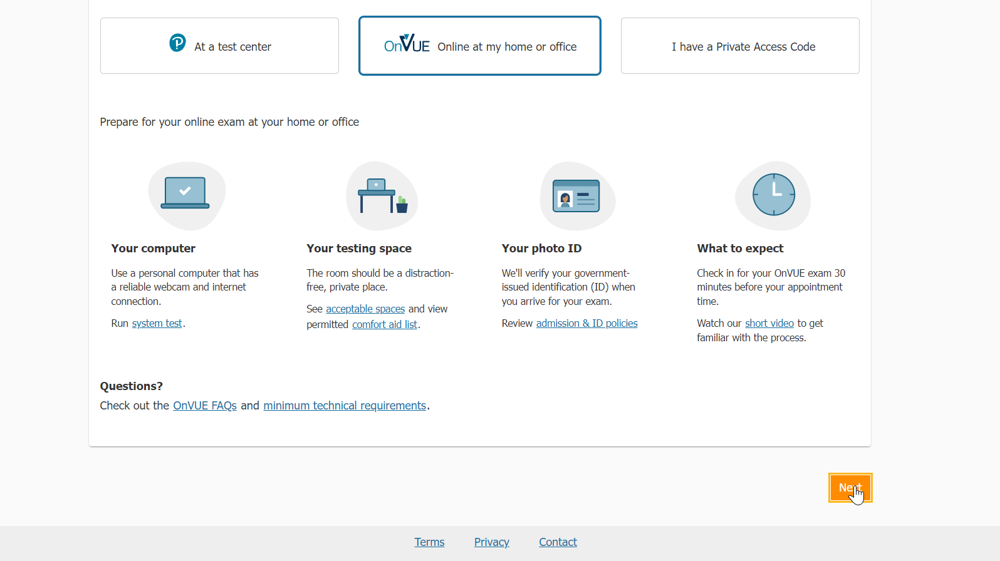 At a test center
OnVUE Online at my home or office
I have a Private Access Code
Prepare for your online exam at your home or office
Your computer
Use a personal computer that has
a reliable webcam and internet
connection.
Run system test.
Your testing space
The room should be a distraction-
free, private place.
See acceptable spaces and view
permitted comfort aid list.
Your photo ID
We'll verify your government-
issued identification (ID) when
you arrive for your exam.
Review admission & ID policies
What to expect
Check in for your OnVUE exam 30
minutes before your appointment
time.
Watch our short video to get
familiar with the process.
Questions?
Check out the OnVUE FAQs and minimum technical requirements.
Next
Terms
Privacy
Contact